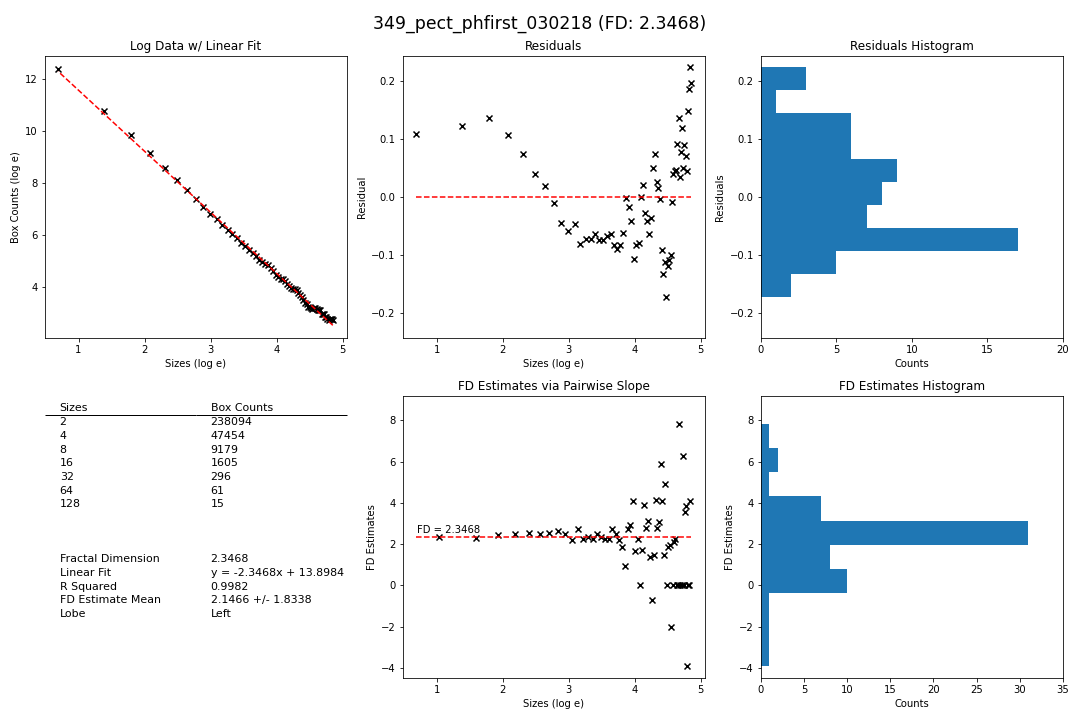 349_pect_phfirst_030218 (FD: 2.3468)
Log Data w/ Linear Fit
Box Counts (log e)
12
10
8
6
4
1 2 3 4 5
Sizes (log e)
Residuals
Residual
0.2
0.1
0.0
−0.1
−0.2
1 2 3 4 5
Sizes (log e)
Residuals Histogram
Residuals
0.2
0.1
0.0
−0.1
−0.2
0 5 10 15 20
Counts
Sizes Box Counts
2 238094
4 47454
8 9179
16 1605
32 296
64 61
128 15
Fractal Dimension 2.3468
Linear Fit y = -2.3468x + 13.8984
R Squared 0.9982
FD Estimate Mean 2.1466 +/- 1.8338
Lobe Left
FD Estimates via Pairwise Slope
FD Estimates
8
6
4
2
0
−2
−4
FD = 2.3468
1 2 3 4 5
Sizes (log e)
FD Estimates Histogram
FD Estimates
8
6
4
2
0
−2
−4
0 5 10 15 20 25 30 35
Counts